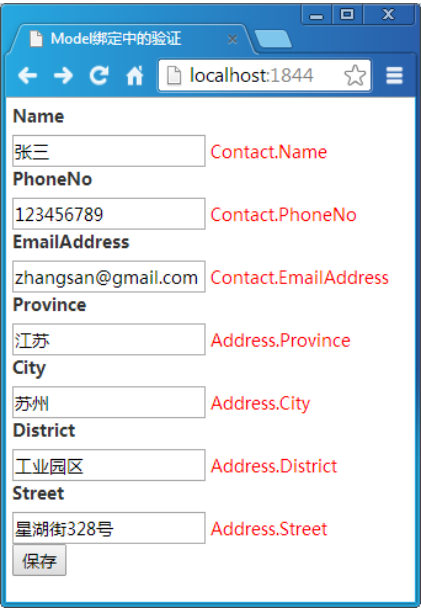 Model绑定中的验证
localhost:1844
Name
张三 Contact.Name
PhoneNo
123456789 Contact.PhoneNo
EmailAddress
zhangsan@gmail.com Contact.EmailAddress
Province
江苏 Address.Province
City
苏州 Address.City
District
工业园区 Address.District
Street
星湖街328号 Address.Street
保存